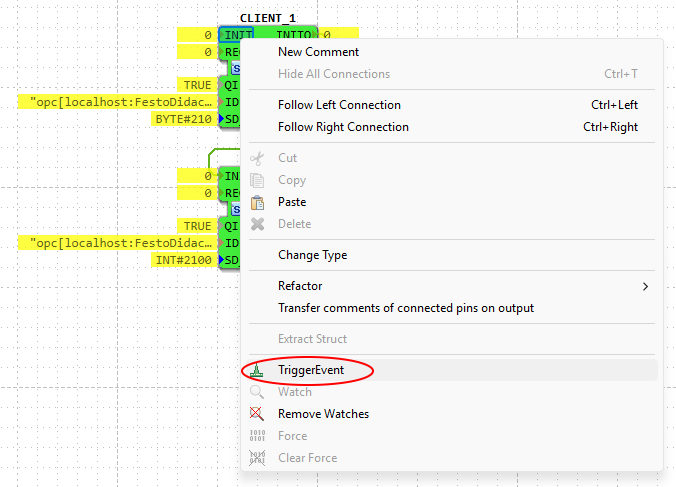 CLIENT_1
0 INIT INITO 0
0 REQ
TRUE QI
"opc[localhost:FestoDidac… ID
BYTE#210 SD_
0 INI
0 REQ
TRUE QI
"opc[localhost:FestoDidac… ID
INT#2100 SD_
New Comment
Hide All Connections Ctrl+T
Follow Left Connection Ctrl+Left
Follow Right Connection Ctrl+Right
Cut
Copy
Paste
Delete
Change Type
Refactor
Transfer comments of connected pins on output
Extract Struct
TriggerEvent
Watch
Remove Watches
Force
Clear Force